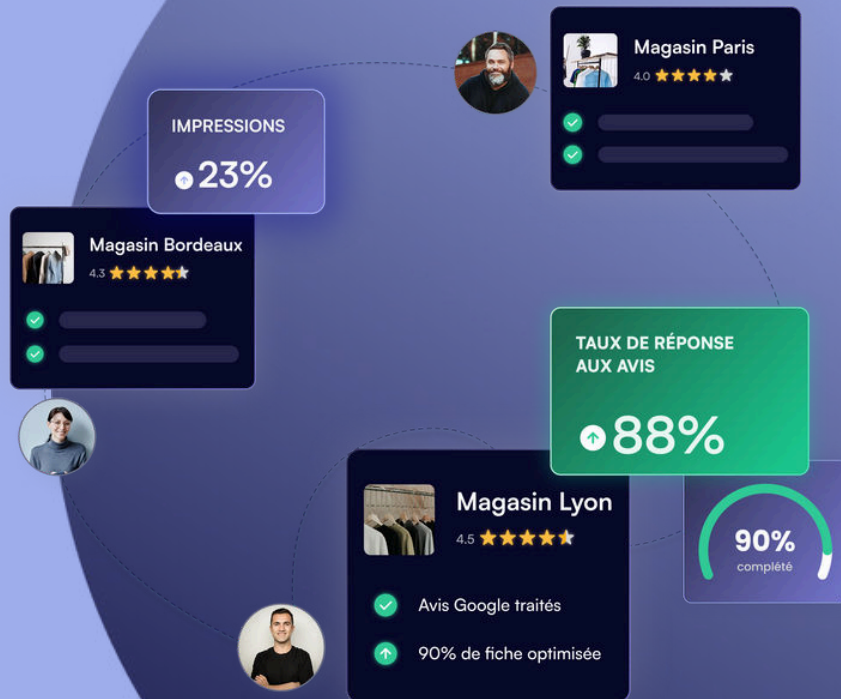 Magasin Paris
4.0
IMPRESSIONS
23%
Magasin Bordeaux
4.3
TAUX DE RÉPONSE
AUX AVIS
88%
Magasin Lyon
4.5
90%
complété
Avis Google traités
90% de fiche optimisée